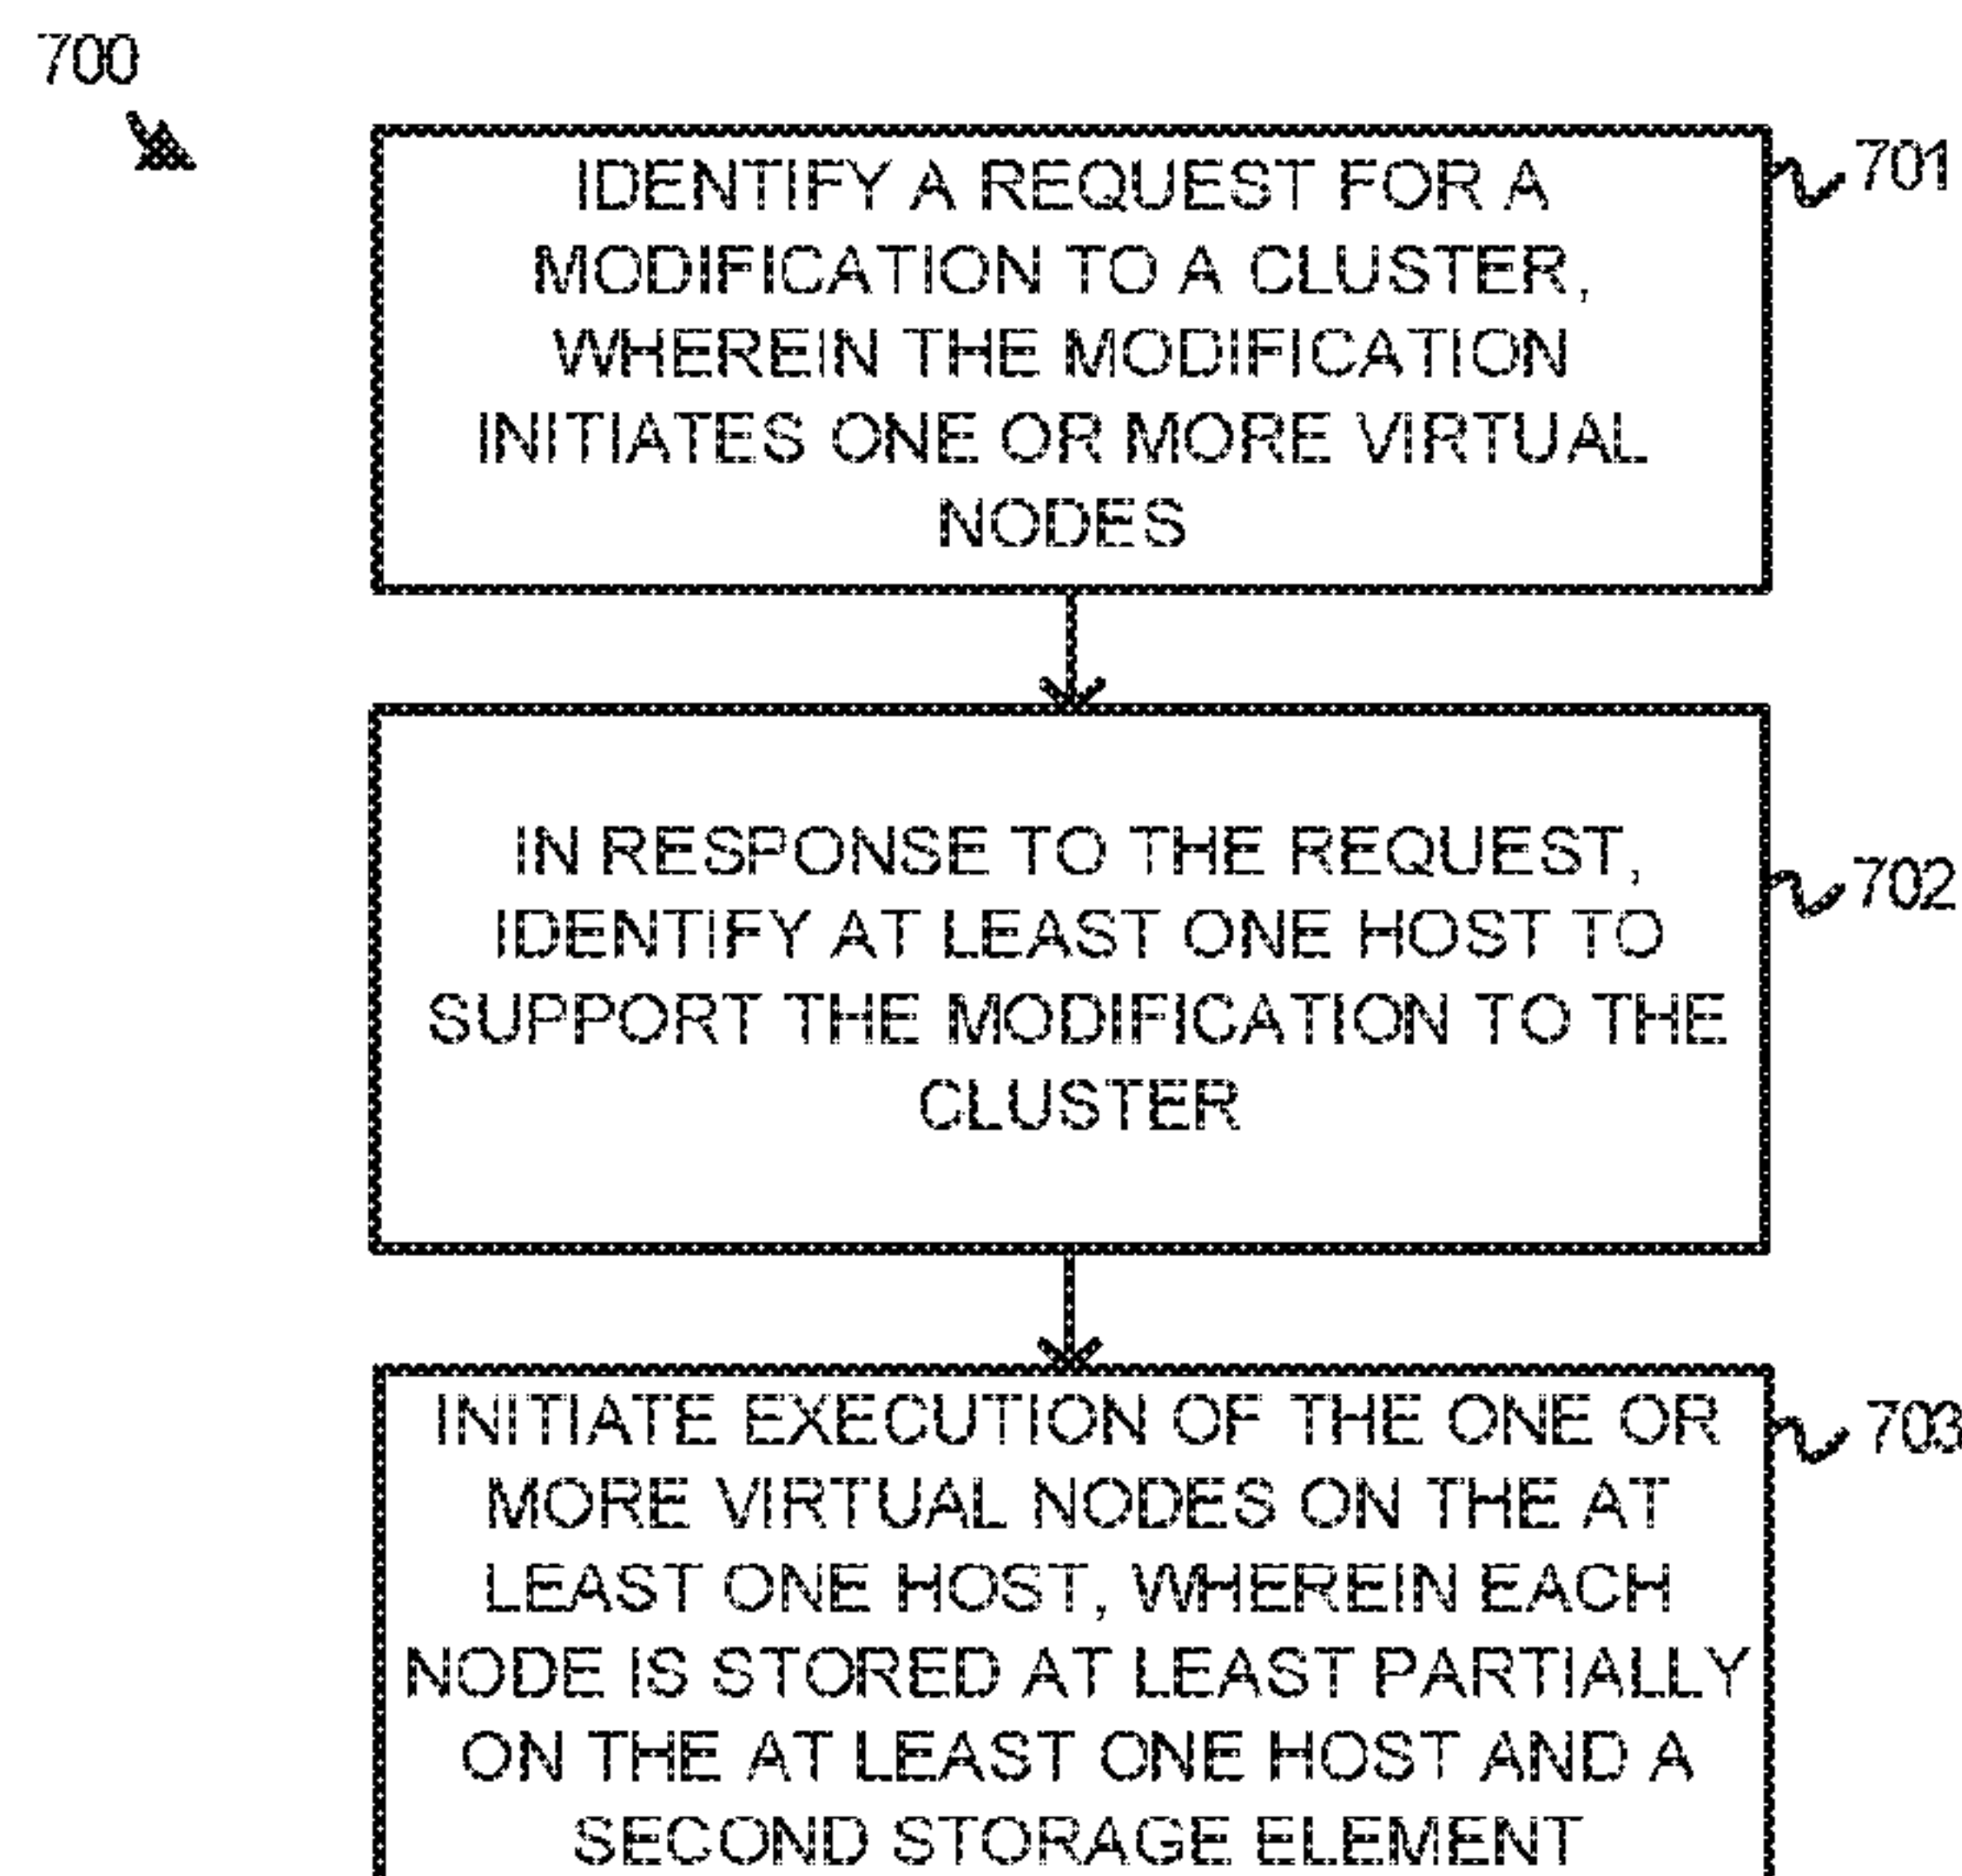 700
IDENTIFY A REQUEST FOR A
MODIFICATION TO A CLUSTER,
WHEREIN THE MODIFICATION
INITIATES ONE OR MORE VIRTUAL
NODES
701
IN RESPONSE TO THE REQUEST,
IDENTIFY AT LEAST ONE HOST TO
SUPPORT THE MODIFICATION TO THE
CLUSTER
702
INITIATE EXECUTION OF THE ONE OR
MORE VIRTUAL NODES ON THE AT
LEAST ONE HOST, WHEREIN EACH
NODE IS STORED AT LEAST PARTIALLY
ON THE AT LEAST ONE HOST AND A
SECOND STORAGE ELEMENT
703